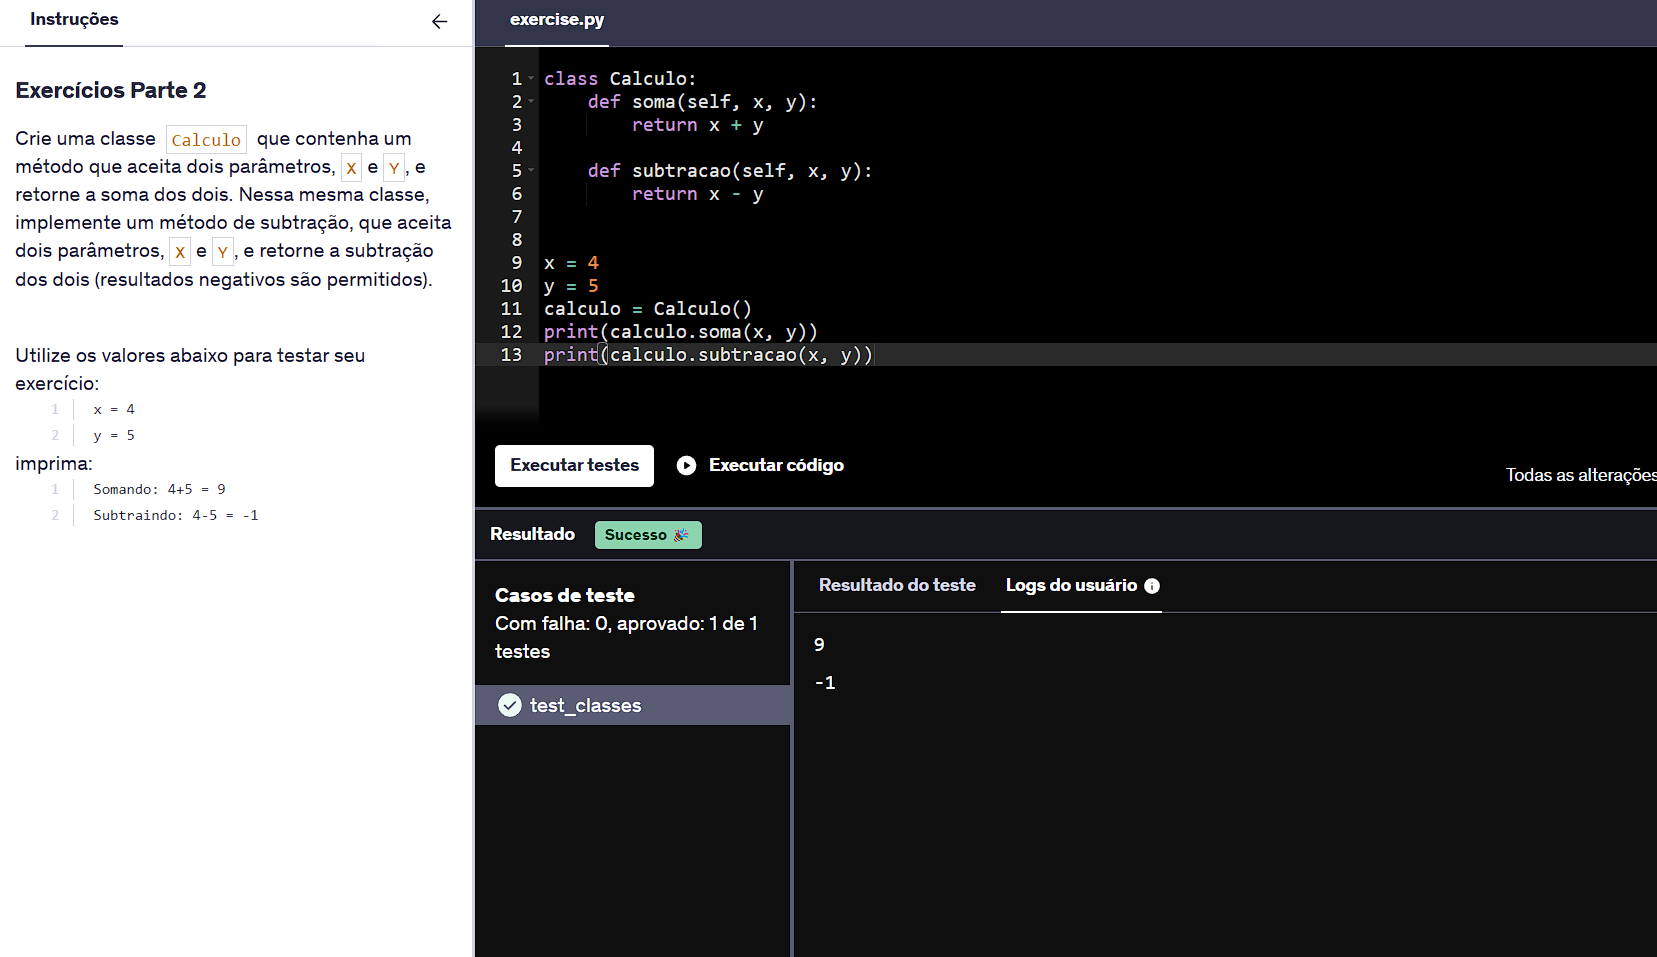 Instruções
Exercícios Parte 2
Crie uma classe Calculo que contenha um
método que aceita dois parâmetros, X e Y, e
retorne a soma dos dois. Nessa mesma classe,
implemente um método de subtração, que aceita
dois parâmetros, X e Y, e retorne a subtração
dos dois (resultados negativos são permitidos).
Utilize os valores abaixo para testar seu
exercício:
1 x = 4
2 y = 5
imprima:
1 Somando: 4+5 = 9
2 Subtraindo: 4-5 = -1
exercise.py
1 class Calculo:
2     def soma(self, x, y):
3         return x + y
4
5     def subtracao(self, x, y):
6         return x - y
7
8
9 x = 4
10 y = 5
11 calculo = Calculo()
12 print(calculo.soma(x, y))
13 print(calculo.subtracao(x, y))
Executar testes Executar código
Todas as alterações
Resultado Sucesso 🎉
Casos de teste
Com falha: 0, aprovado: 1 de 1
testes
test_classes
Resultado do teste Logs do usuário
9
-1